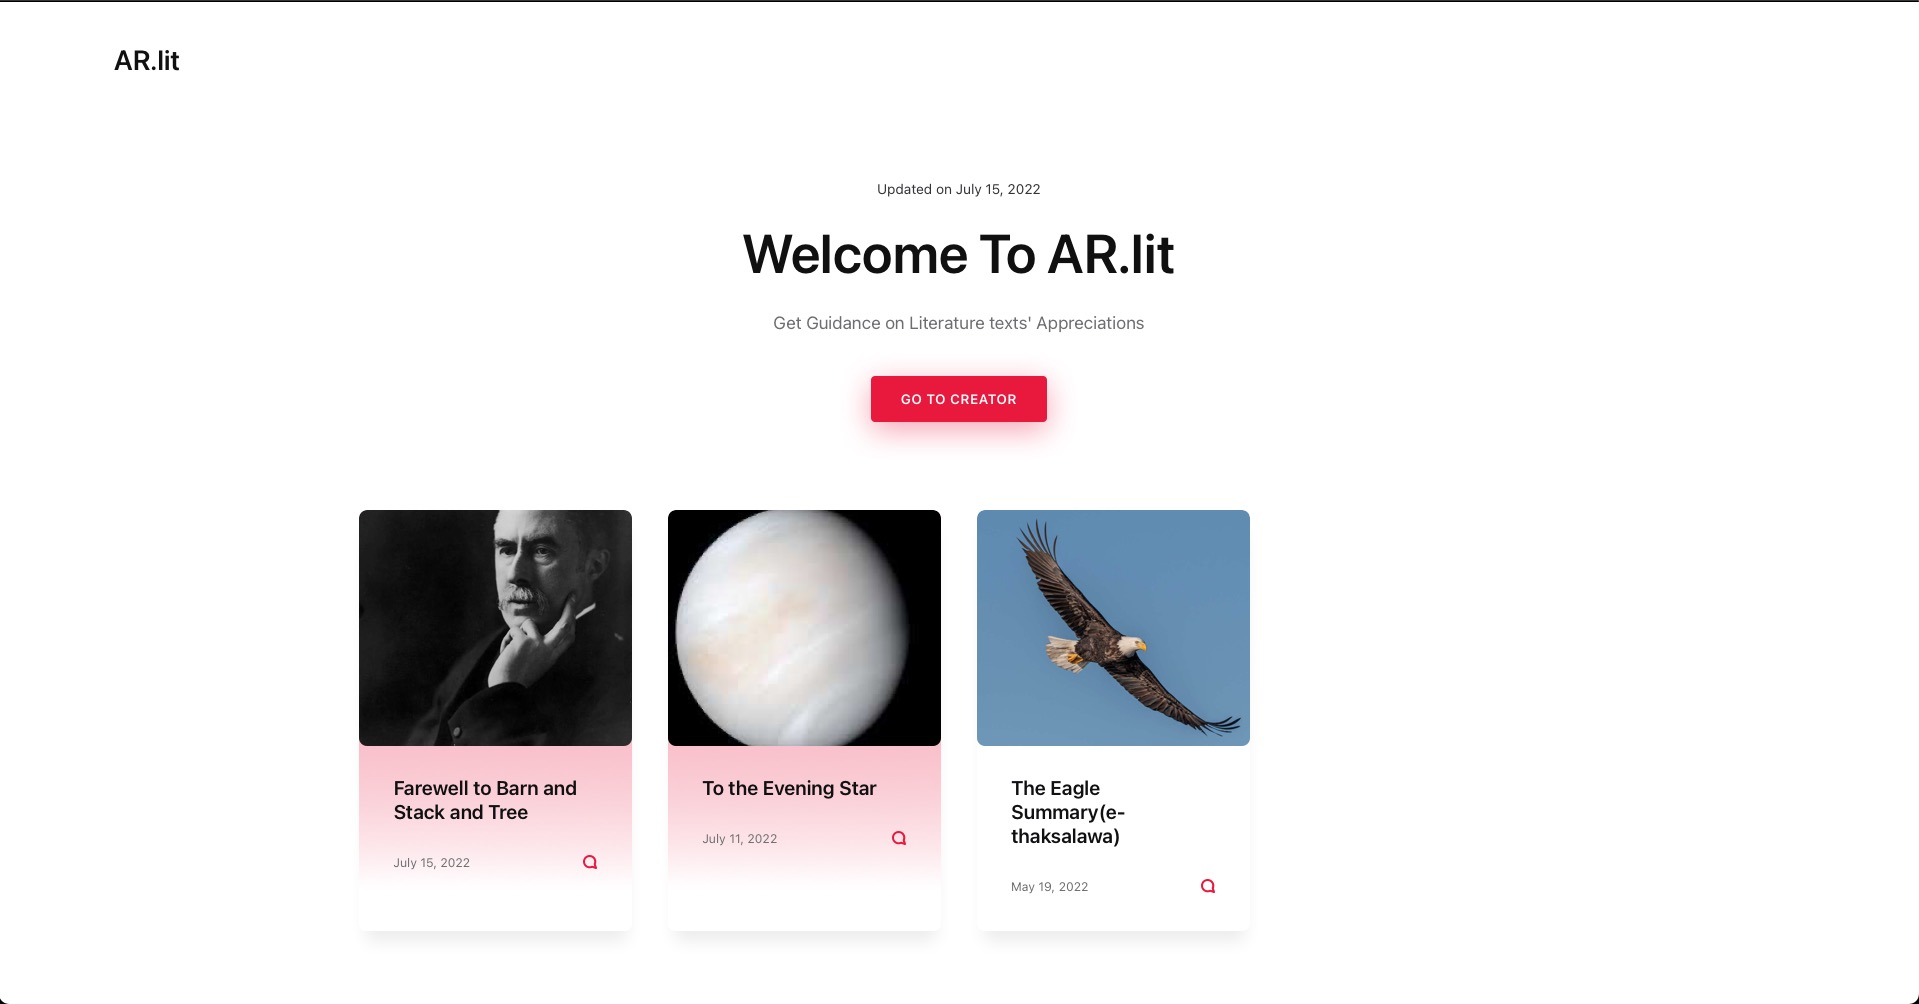 AR.lit
Updated on July 15, 2022
Welcome To AR.lit
Get Guidance on Literature texts' Appreciations
GO TO CREATOR
Farewell to Barn and
Stack and Tree
July 15, 2022
To the Evening Star
July 11, 2022
The Eagle
Summary(e-
thaksalawa)
May 19, 2022